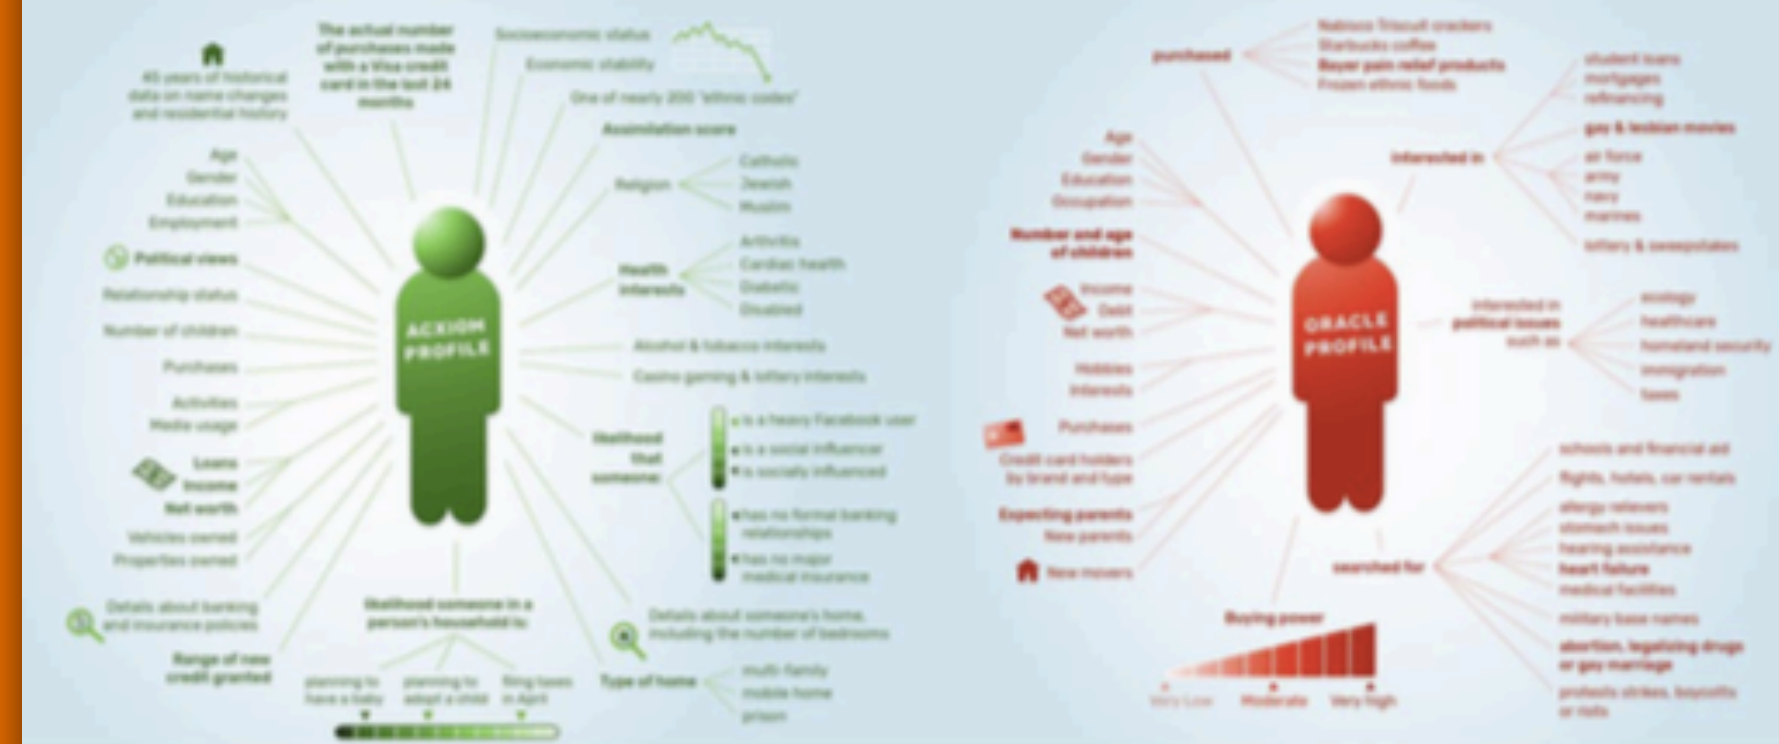 45 years of historical
data on name changes
and residential history
The actual number
of purchases made
with a Visa credit
card in the last 24
months
Socioeconomic status
Economic stability
One of nearly 200 "ethnic codes"
Assimilation score
Religion
Catholic
Jewish
Muslim
Health
interests
Arthritis
Cardiac health
Diabetic
Disabled
Alcohol & tobacco interests
Casino gaming & lottery interests
likelihood
that
someone:
is a heavy Facebook user
is a social influencer
is socially influenced
has no formal banking
relationships
has no major
medical insurance
Details about someone's home,
including the number of bedrooms
Type of home
multi-family
mobile home
prison
Age
Gender
Education
Employment
Political views
Relationship status
Number of children
Purchases
Activities
Media usage
Loans
Income
Net worth
Vehicles owned
Properties owned
Details about banking
and insurance policies
Range of new
credit granted
likelihood someone in a
person's household is:
planning to
have a baby
planning to
adopt a child
filing taxes
in April
ACXIOM
PROFILE
purchased
Nabisco Triscuit crackers
Starbucks coffee
Bayer pain relief products
Frozen ethnic foods
interested in
student loans
mortgages
refinancing
gay & lesbian movies
air force
army
navy
marines
lottery & sweepstakes
interested in
political issues
such as
ecology
healthcare
homeland security
immigration
taxes
searched for
schools and financial aid
flights, hotels, car rentals
allergy relievers
stomach issues
hearing assistance
heart failure
medical facilities
military base names
abortion, legalizing drugs
or gay marriage
protests strikes, boycotts
or riots
Age
Gender
Education
Occupation
Number and age
of children
Income
Debt
Net worth
Hobbies
Interests
Purchases
Credit card holders
by brand and type
Expecting parents
New parents
New movers
Buying power
Very Low
Moderate
Very high
ORACLE
PROFILE